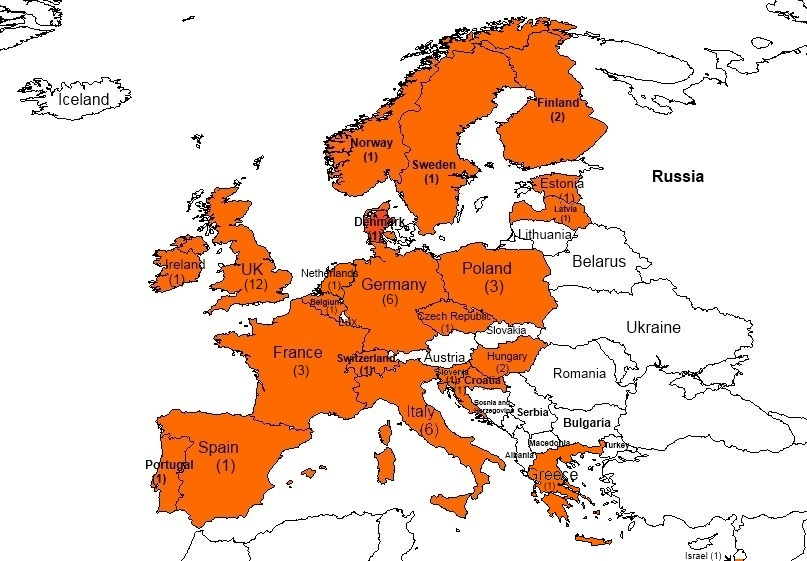 Iceland
Finland
(2)
Norway
(1)
Sweden
(1)
Russia
Estonia
(1)
Latvia
(1)
Denmark
(1)
Lithuania
Ireland
(1)
UK
(12)
Netherlands
(1)
Belgium
(1)
Lux
Germany
(6)
Poland
(3)
Belarus
Czech Republic
(1)
Slovakia
Ukraine
France
(3)
Switzerland
(1)
Austria
Hungary
(2)
Romania
Slovenia
(1)
Croatia
Bosnia and
Herzegovina
Serbia
Italy
(6)
Bulgaria
Macedonia
Turkey
Albania
Spain
(1)
Portugal
(1)
Greece
(1)
Israel (1)